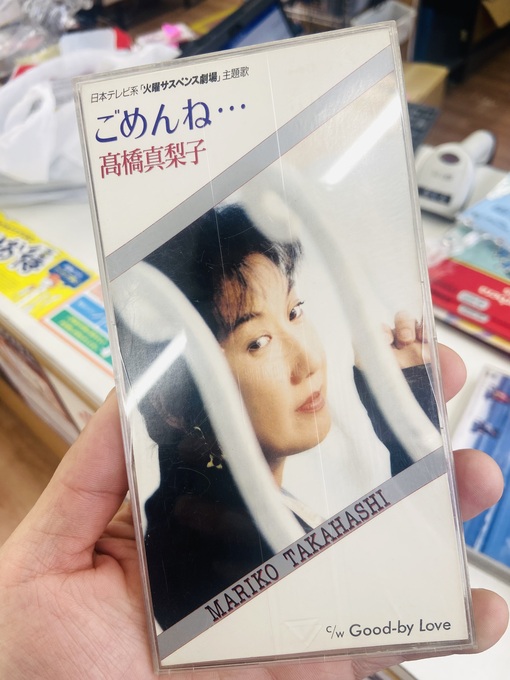 日本テレビ系「火曜サスペンス劇場」主題歌
ごめんね…
髙橋真梨子
MARIKO TAKAHASHI
c/w Good-by Love